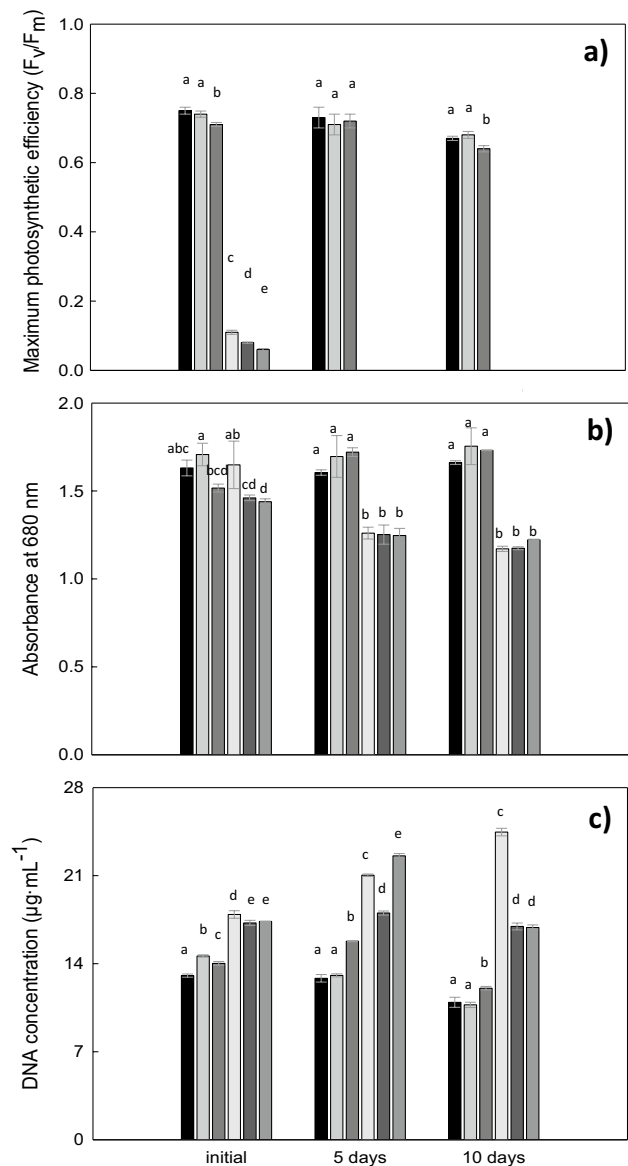 a)
Maximum photosynthetic efficiency (Fv/Fm)
1.0
0.8
0.6
0.4
0.2
0.0
a a b c d e
a a a
a a b
b)
Absorbance at 680 nm
2.0
1.5
1.0
0.5
0.0
abc a bcd ab cd d
a a a b b b
a a a b b b
c)
DNA concentration (µg·mL⁻¹)
28
21
14
7
0
a b c d e e
a a b c d e
a a b c d d
initial 5 days 10 days